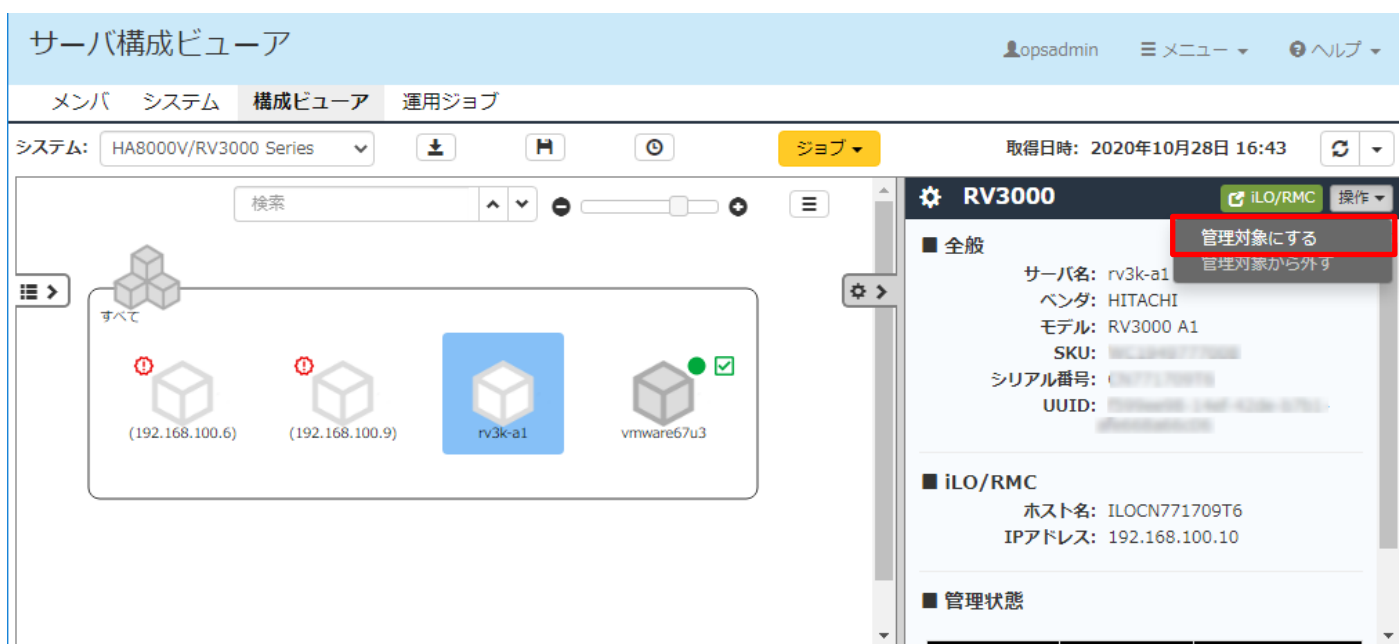 サーバ構成ビューア
opsadmin メニュー ヘルプ
メンバ システム 構成ビューア 運用ジョブ
システム: HA8000V/RV3000 Series ジョブ 取得日時: 2020年10月28日 16:43
検索
すべて
(192.168.100.6) (192.168.100.9) rv3k-a1 vmware67u3
RV3000 iLO/RMC 操作
管理対象にする
管理対象から外す
全般
サーバ名: rv3k-a1
ベンダ: HITACHI
モデル: RV3000 A1
SKU:
シリアル番号:
UUID:
iLO/RMC
ホスト名: ILOCN771709T6
IPアドレス: 192.168.100.10
管理状態